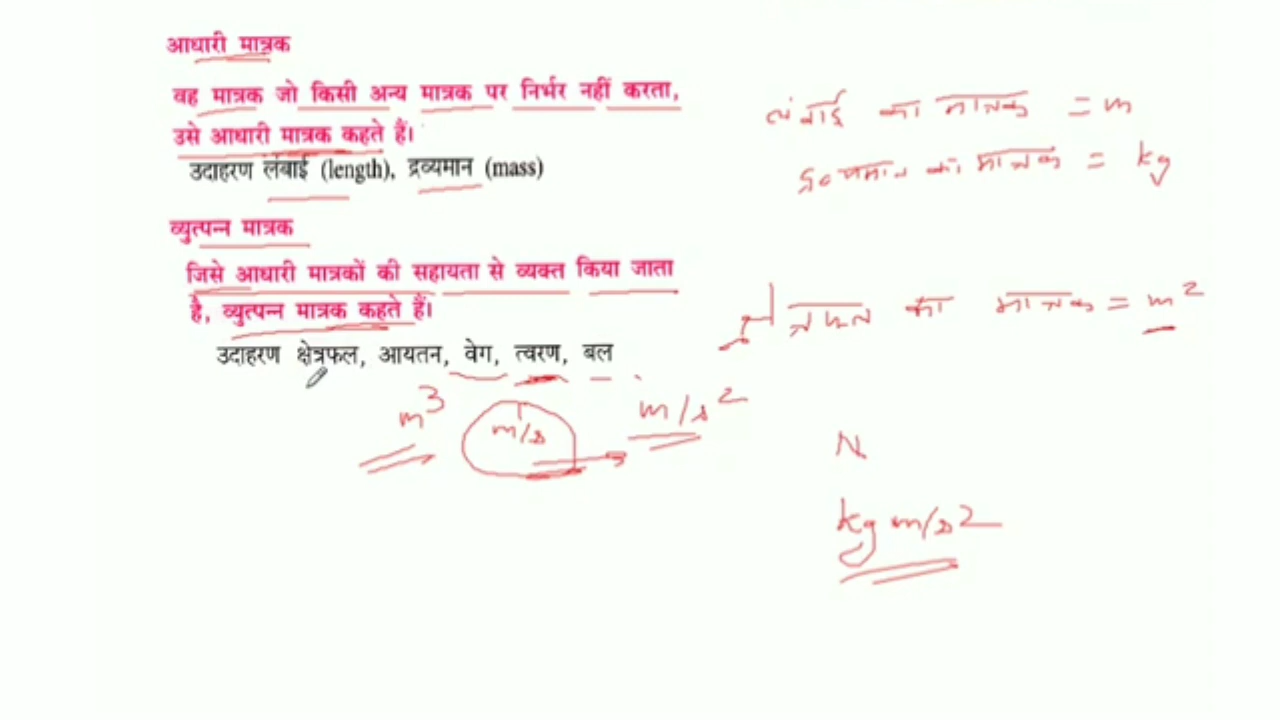 आधारी मात्रक
वह मात्रक जो किसी अन्य मात्रक पर निर्भर नहीं करता,
उसे आधारी मात्रक कहते हैं।
उदाहरण लंबाई (length), द्रव्यमान (mass)
लंबाई का मात्रक = m
द्रव्यमान का मात्रक = kg
व्युत्पन्न मात्रक
जिसे आधारी मात्रकों की सहायता से व्यक्त किया जाता
है, व्युत्पन्न मात्रक कहते हैं।
क्षेत्रफल का मात्रक = m²
उदाहरण क्षेत्रफल, आयतन, वेग, त्वरण, बल
m³
m/s
m/s²
N
kg m/s²